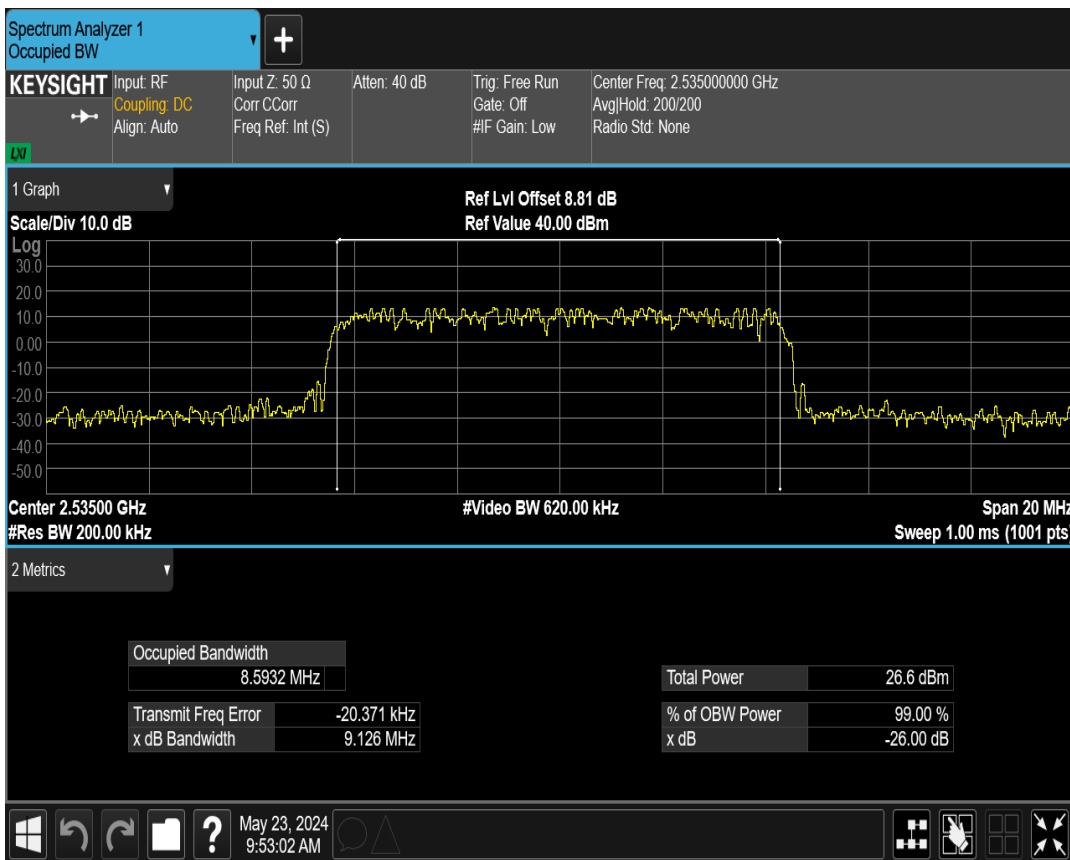 Spectrum Analyzer 1
Occupied BW
+
KEYSIGHT
LXI
Input: RF
Coupling: DC
Align: Auto
Input Z: 50 Ω
Corr CCorr
Freq Ref: Int (S)
Atten: 40 dB
Trig: Free Run
Gate: Off
#IF Gain: Low
Center Freq: 2.535000000 GHz
Avg|Hold: 200/200
Radio Std: None
1 Graph
Scale/Div 10.0 dB
Ref Lvl Offset 8.81 dB
Ref Value 40.00 dBm
Log
30.0
20.0
10.0
0.00
-10.0
-20.0
-30.0
-40.0
-50.0
Center 2.53500 GHz
#Res BW 200.00 kHz
#Video BW 620.00 kHz
Span 20 MHz
Sweep 1.00 ms (1001 pts)
2 Metrics
Occupied Bandwidth
8.5932 MHz
Transmit Freq Error -20.371 kHz
x dB Bandwidth 9.126 MHz
Total Power 26.6 dBm
% of OBW Power 99.00 %
x dB -26.00 dB
?
May 23, 2024
9:53:02 AM